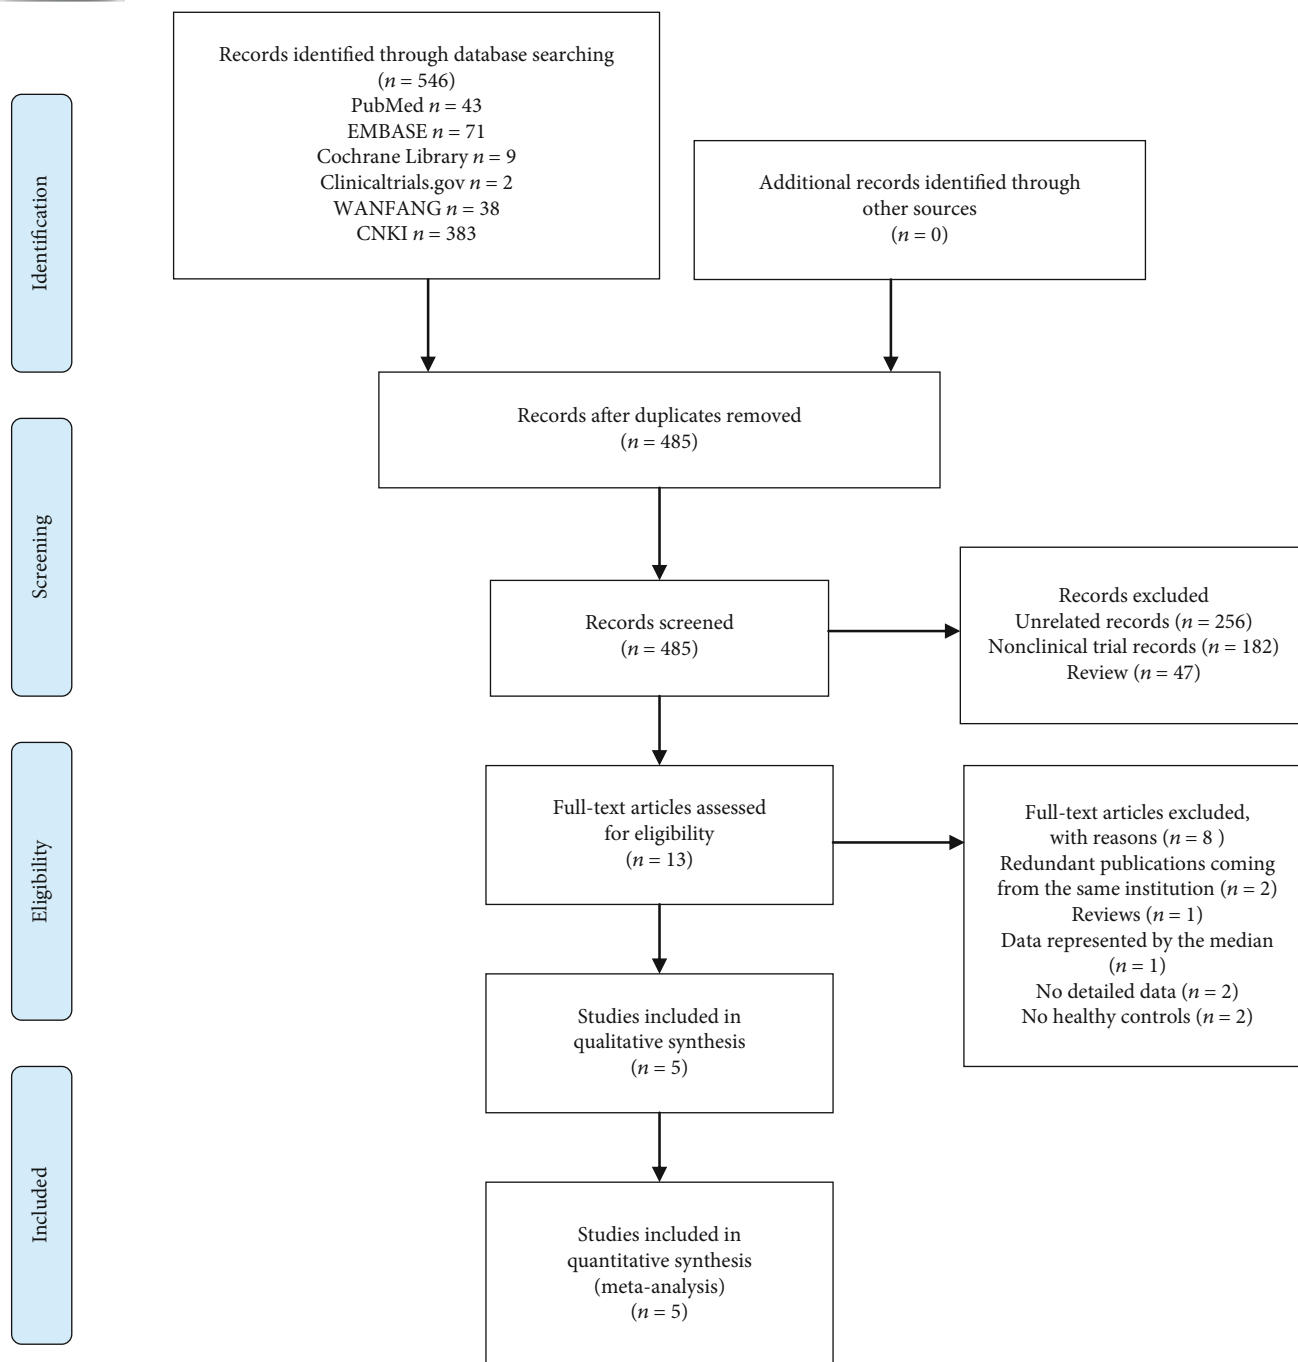 Records identified through database searching
(n = 546)
PubMed n = 43
EMBASE n = 71
Cochrane Library n = 9
Clinicaltrials.gov n = 2
WANFANG n = 38
CNKI n = 383
Additional records identified through
other sources
(n = 0)
Identification
Records after duplicates removed
(n = 485)
Screening
Records screened
(n = 485)
Records excluded
Unrelated records (n = 256)
Nonclinical trial records (n = 182)
Review (n = 47)
Eligibility
Full-text articles assessed
for eligibility
(n = 13)
Full-text articles excluded,
with reasons (n = 8 )
Redundant publications coming
from the same institution (n = 2)
Reviews (n = 1)
Data represented by the median
(n = 1)
No detailed data (n = 2)
No healthy controls (n = 2)
Studies included in
qualitative synthesis
(n = 5)
Included
Studies included in
quantitative synthesis
(meta-analysis)
(n = 5)